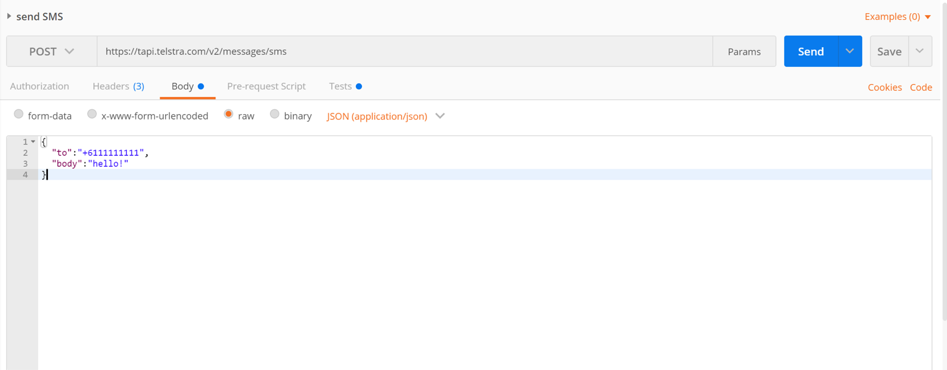 send SMS Examples (0)
POST https://tapi.telstra.com/v2/messages/sms Params Send Save
Authorization Headers (3) Body Pre-request Script Tests Cookies Code
form-data x-www-form-urlencoded raw binary JSON (application/json)
1 {
2 "to":"+6111111111",
3 "body":"hello!"
4 }